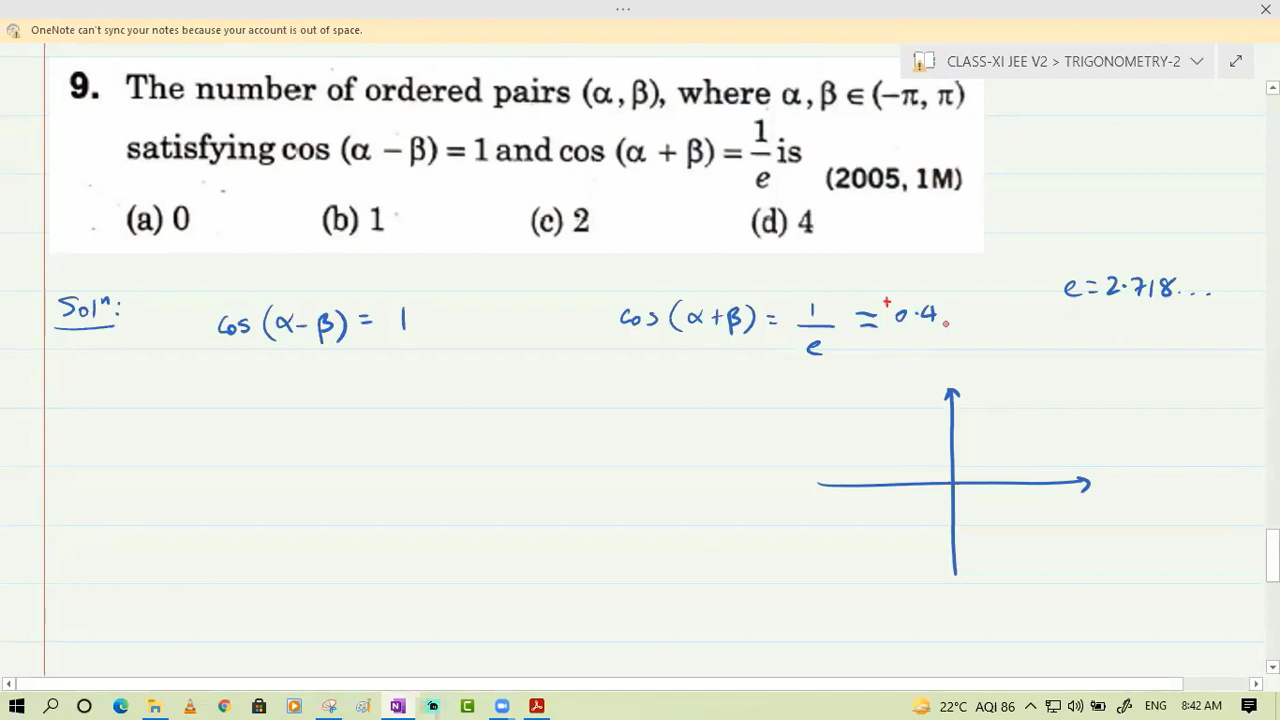 OneNote can't sync your notes because your account is out of space.
CLASS-XI JEE V2 > TRIGONOMETRY-2
9. The number of ordered pairs (α, β), where α, β ∈ (−π, π)
satisfying cos (α − β) = 1 and cos (α + β) = 1/e is
(2005, 1M)
(a) 0 (b) 1 (c) 2 (d) 4
e = 2.718...
Solⁿ: cos (α − β) = 1 cos (α + β) = 1/e ≈ +0.4
22°C AQI 86 ENG 8:42 AM